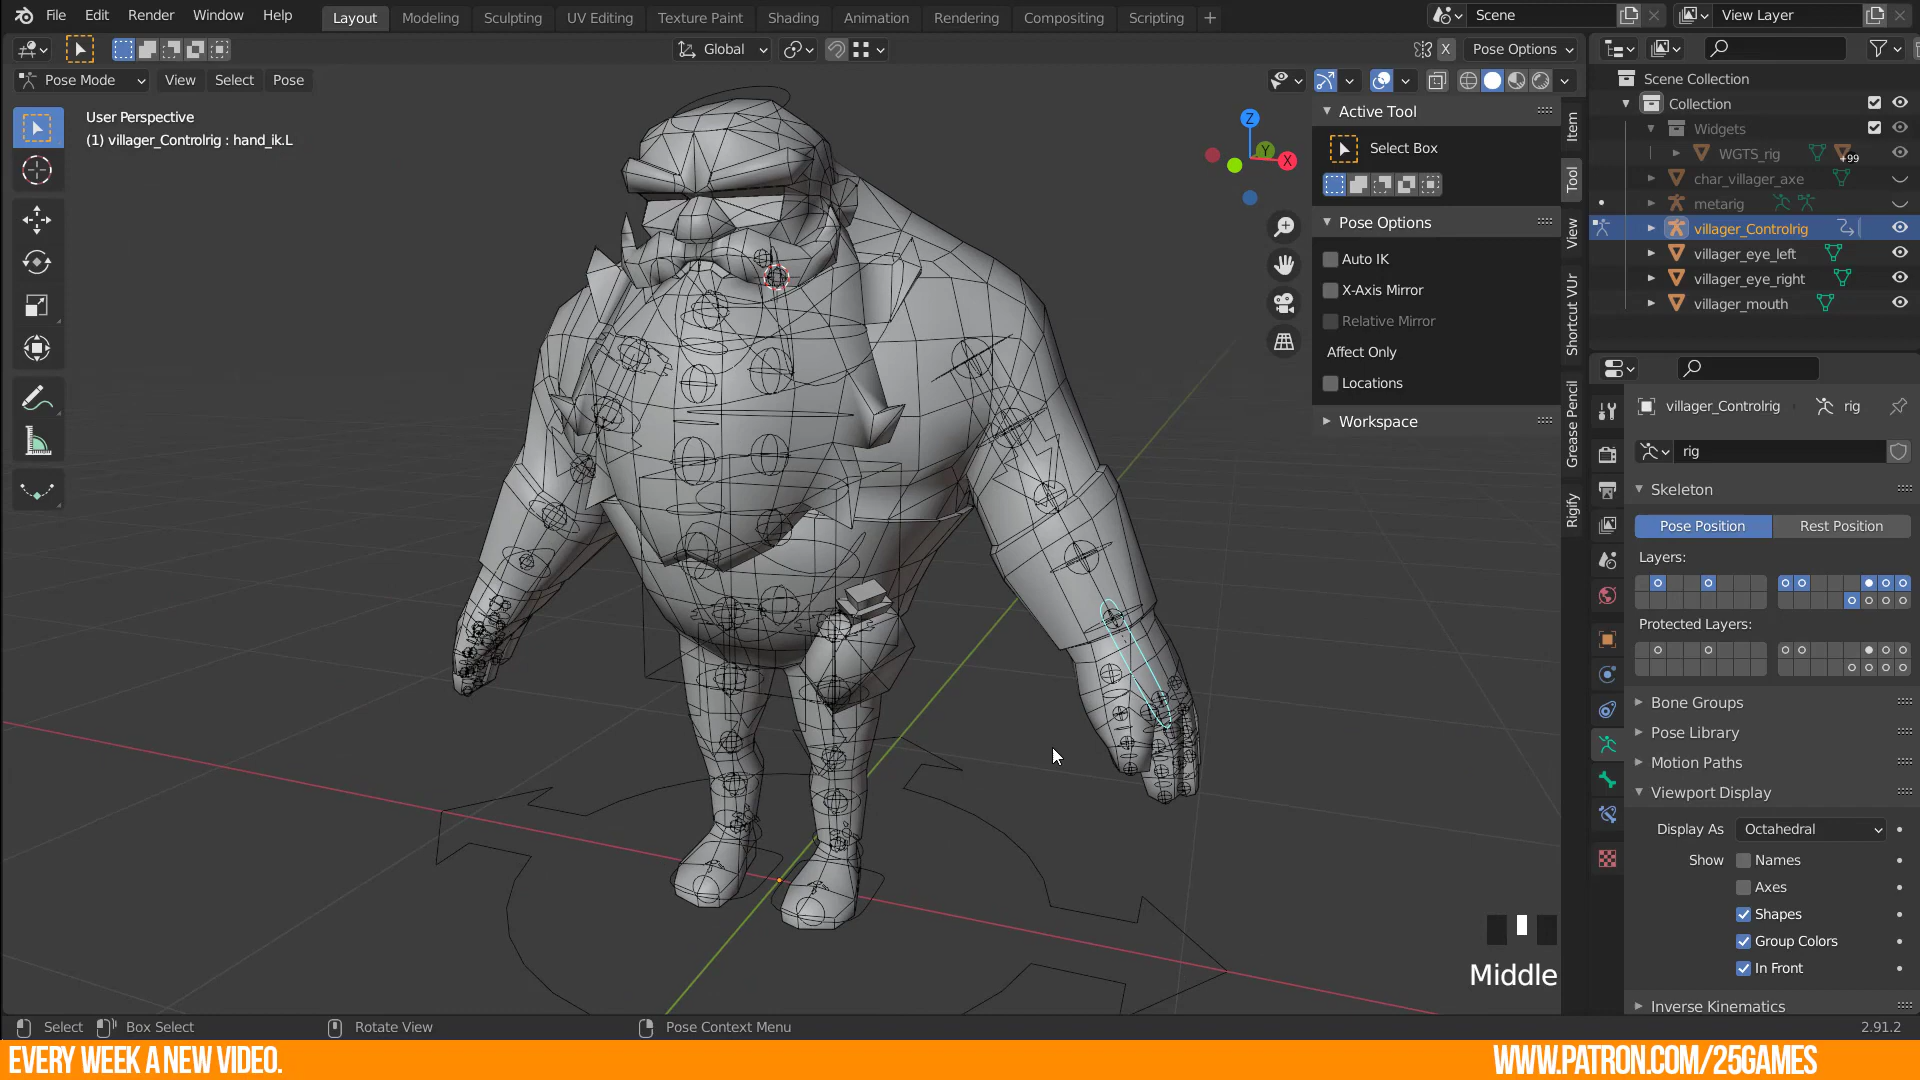 File Edit Render Window Help Layout Modeling Sculpting UV Editing Texture Paint Shading Animation Rendering Compositing Scripting + Scene View Layer
Global Pose Options
Pose Mode View Select Pose
User Perspective
(1) villager_Controlrig : hand_ik.L
Z
Y
X
X
Active Tool
Select Box
Pose Options
Auto IK
X-Axis Mirror
Relative Mirror
Affect Only
Locations
Workspace
Item
Tool
View
Shortcut VUr
Grease Pencil
Rigify
Scene Collection
Collection
Widgets
WGTS_rig
+99
char_villager_axe
metarig
villager_Controlrig
villager_eye_left
villager_eye_right
villager_mouth
villager_Controlrig rig
rig
Skeleton
Pose Position Rest Position
Layers:
Protected Layers:
Bone Groups
Pose Library
Motion Paths
Viewport Display
Display As Octahedral
Show Names
Axes
Shapes
Group Colors
In Front
Inverse Kinematics
Middle
Select Box Select Rotate View Pose Context Menu 2.91.2
EVERY WEEK A NEW VIDEO. WWW.PATRON.COM/25GAMES